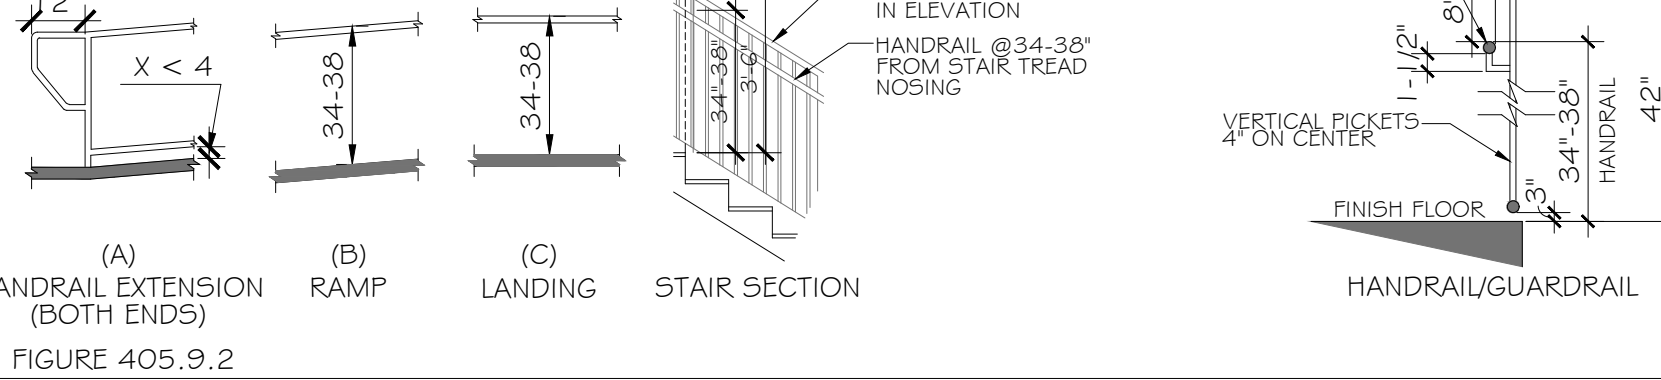 X < 4
34-38
34-38
34"-38"
3'-6"
IN ELEVATION
HANDRAIL @34-38"
FROM STAIR TREAD
NOSING
8"
1-1/2"
VERTICAL PICKETS
4" ON CENTER
34"-38"
HANDRAIL
42"
3"
FINISH FLOOR
(A)
ANDRAIL EXTENSION
(BOTH ENDS)
(B)
RAMP
(C)
LANDING
STAIR SECTION
HANDRAIL/GUARDRAIL
FIGURE 405.9.2